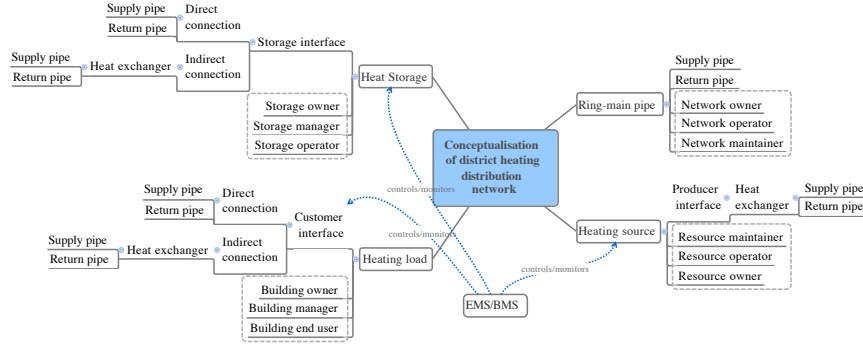 Conceptualisation
of district heating
distribution
network
Heat Storage
Storage interface
Direct
connection
Supply pipe
Return pipe
Indirect
connection
Heat exchanger
Supply pipe
Return pipe
Storage owner
Storage manager
Storage operator
Heating load
Customer
interface
Direct
connection
Supply pipe
Return pipe
Indirect
connection
Heat exchanger
Supply pipe
Return pipe
Building owner
Building manager
Building end user
Ring-main pipe
Supply pipe
Return pipe
Network owner
Network operator
Network maintainer
Heating source
Producer
interface
Heat
exchanger
Supply pipe
Return pipe
Resource maintainer
Resource operator
Resource owner
EMS/BMS
controls/monitors
controls/monitors
controls/monitors